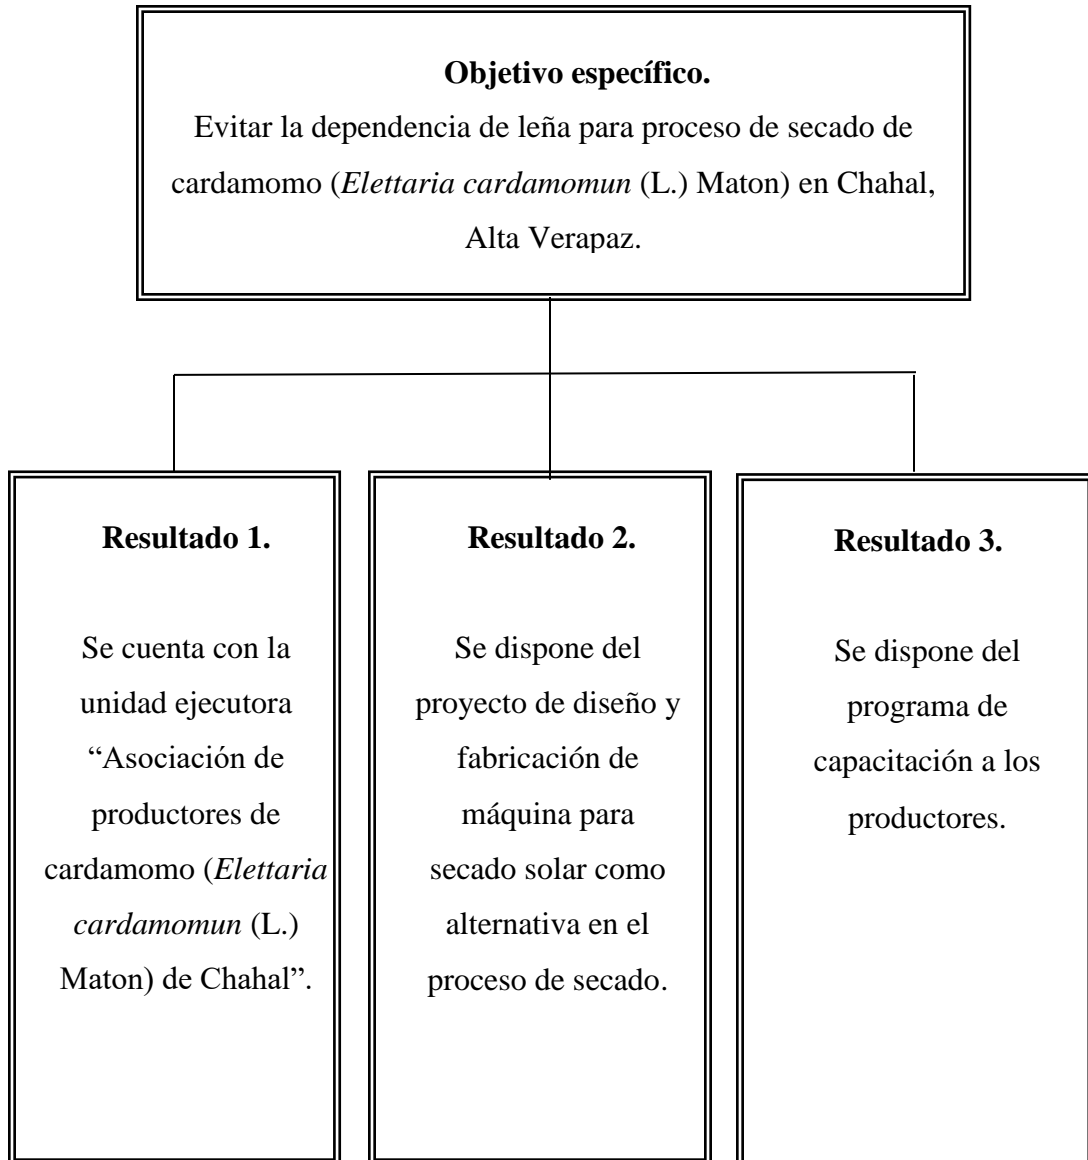 Objetivo específico.
Evitar la dependencia de leña para proceso de secado de
cardamomo (Elettaria cardamomun (L.) Maton) en Chahal,
Alta Verapaz.
Resultado 1.
Se cuenta con la
unidad ejecutora
“Asociación de
productores de
cardamomo (Elettaria
cardamomun (L.)
Maton) de Chahal”.
Resultado 2.
Se dispone del
proyecto de diseño y
fabricación de
máquina para
secado solar como
alternativa en el
proceso de secado.
Resultado 3.
Se dispone del
programa de
capacitación a los
productores.